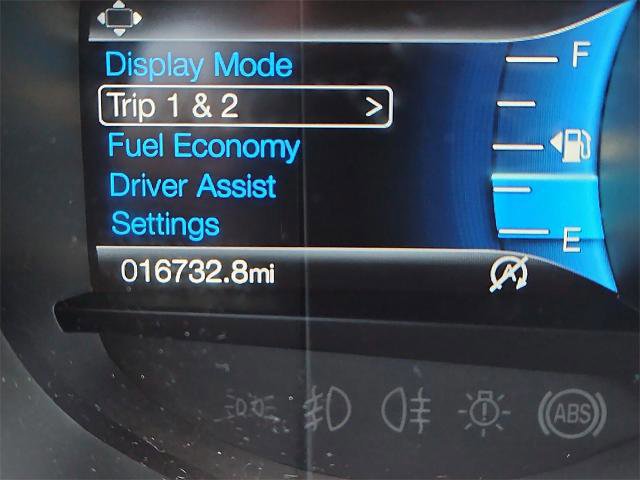 Display Mode
F
Trip 1 & 2 >
Fuel Economy
Driver Assist
Settings
E
016732.8mi
A
ABS